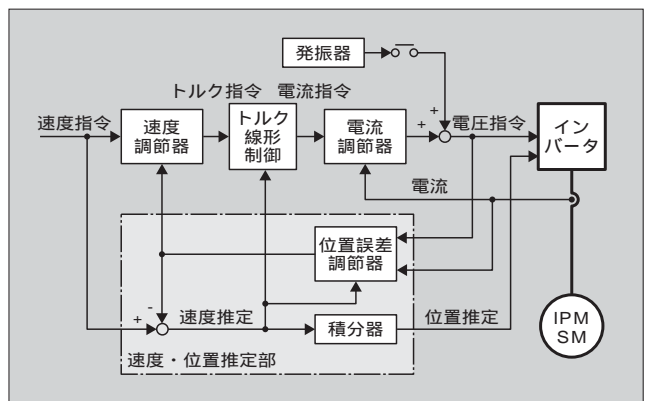 発振器
トルク指令 電流指令
速度指令
速度
調節器
トルク
線形
制御
電流
調節器
+
+
電圧指令
イン
バータ
電流
位置誤差
調節器
-
+
速度推定
積分器
位置推定
IPM
SM
速度・位置推定部